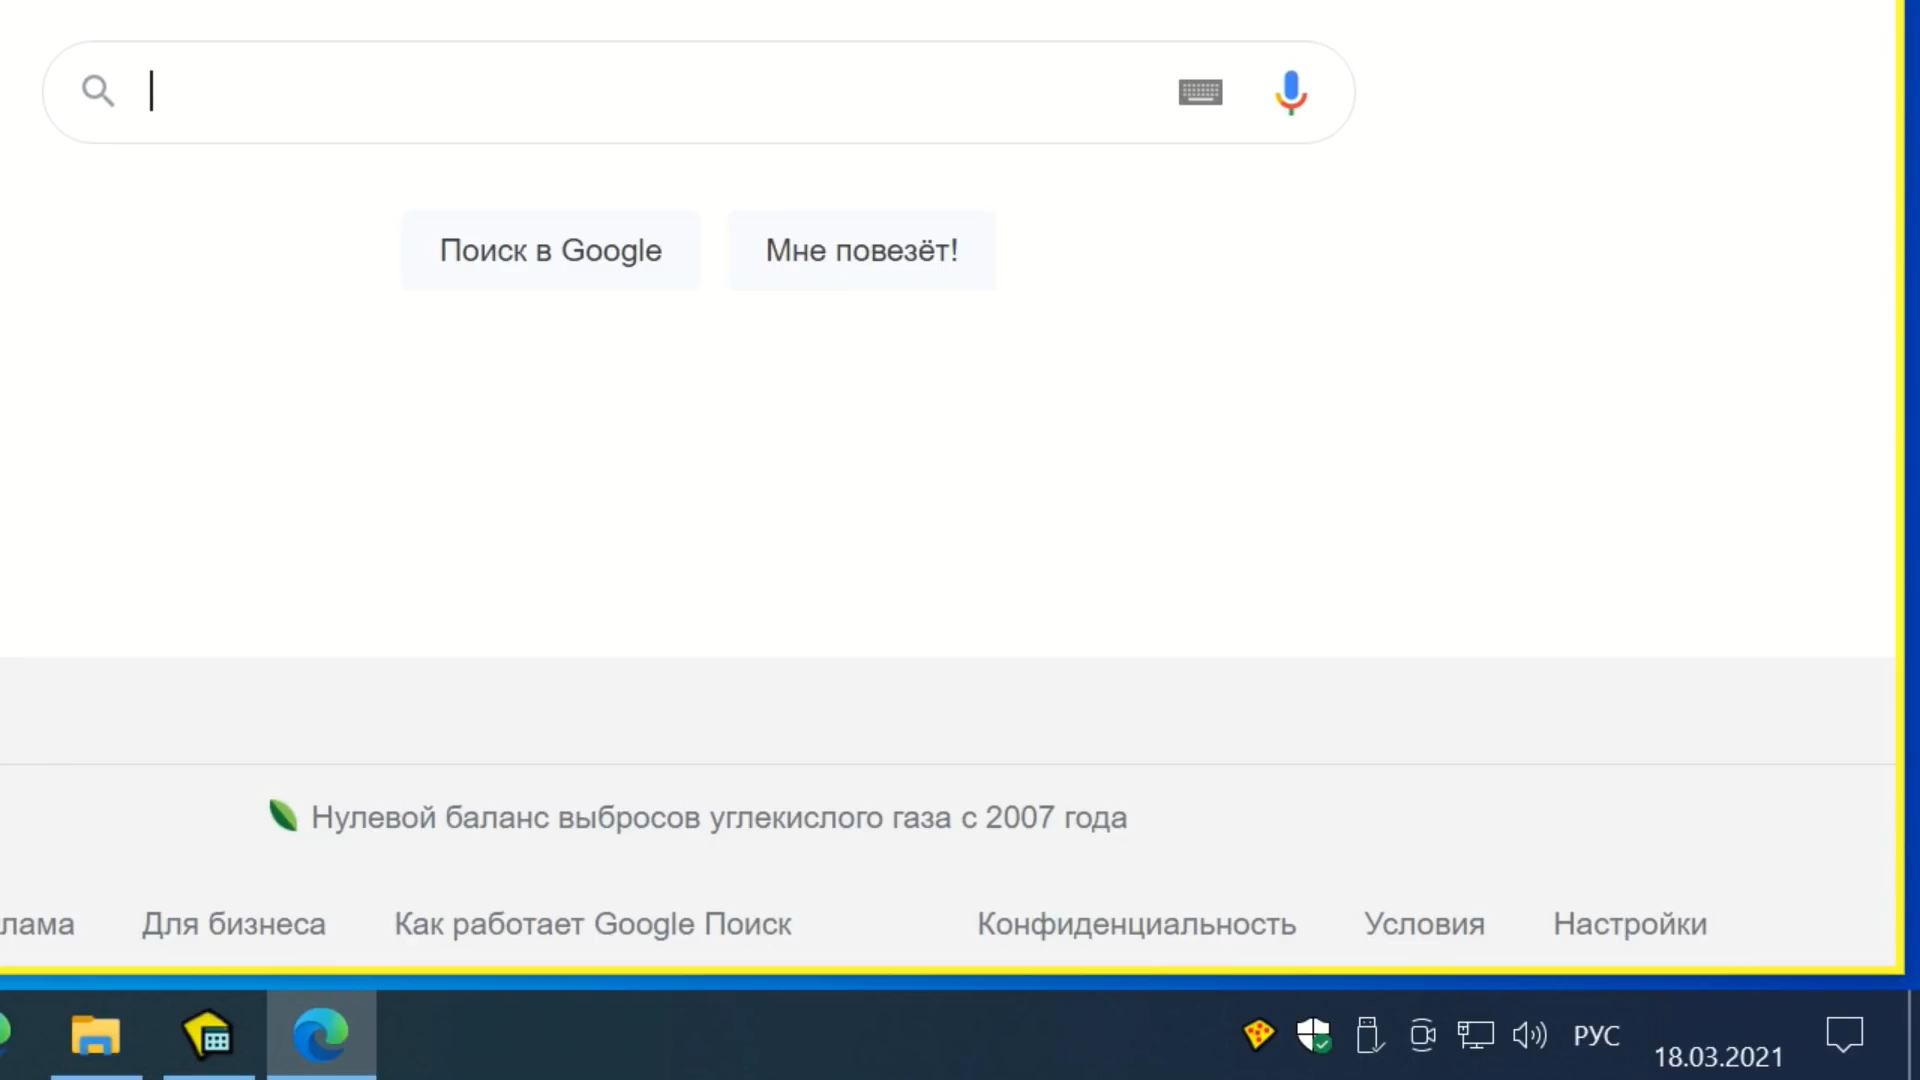 Поиск в Google
Мне повезёт!
Нулевой баланс выбросов углекислого газа с 2007 года
лама
Для бизнеса
Как работает Google Поиск
Конфиденциальность
Условия
Настройки
РУС
18.03.2021